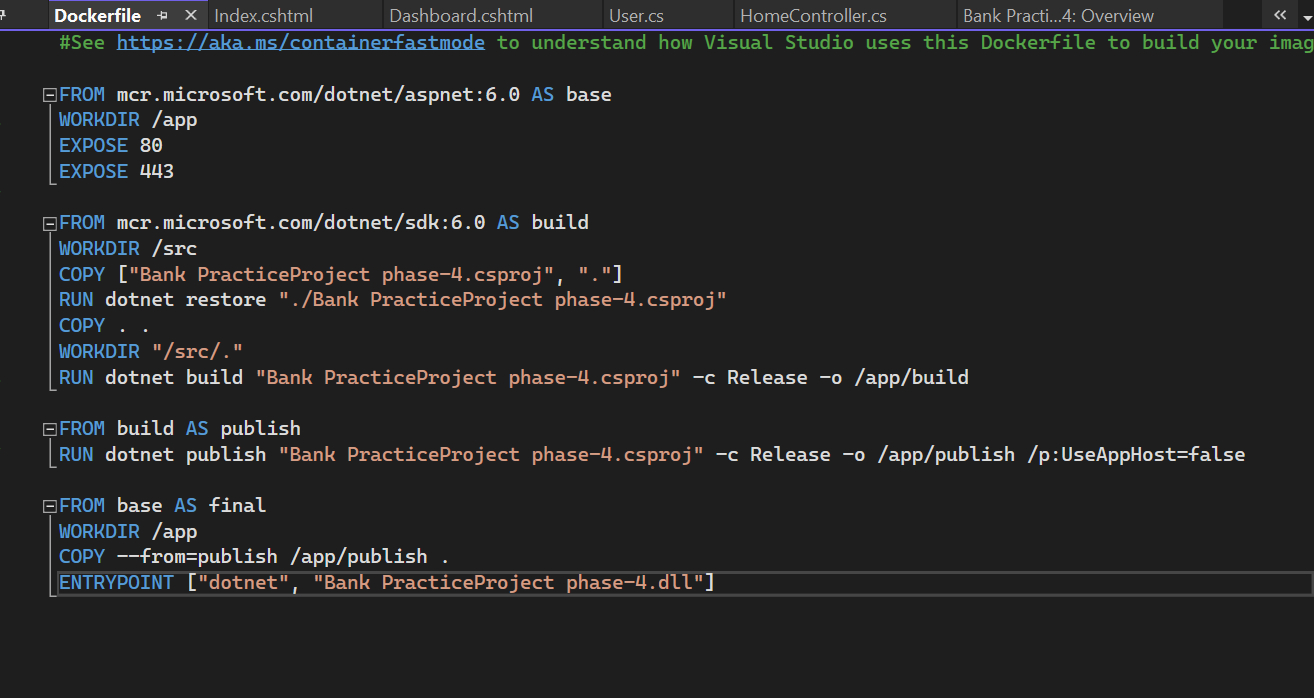 Dockerfile Index.cshtml Dashboard.cshtml User.cs HomeController.cs Bank Practi...4: Overview
#See https://aka.ms/containerfastmode to understand how Visual Studio uses this Dockerfile to build your imag
FROM mcr.microsoft.com/dotnet/aspnet:6.0 AS base
WORKDIR /app
EXPOSE 80
EXPOSE 443
FROM mcr.microsoft.com/dotnet/sdk:6.0 AS build
WORKDIR /src
COPY ["Bank PracticeProject phase-4.csproj", "."]
RUN dotnet restore "./Bank PracticeProject phase-4.csproj"
COPY . .
WORKDIR "/src/."
RUN dotnet build "Bank PracticeProject phase-4.csproj" -c Release -o /app/build
FROM build AS publish
RUN dotnet publish "Bank PracticeProject phase-4.csproj" -c Release -o /app/publish /p:UseAppHost=false
FROM base AS final
WORKDIR /app
COPY --from=publish /app/publish .
ENTRYPOINT ["dotnet", "Bank PracticeProject phase-4.dll"]